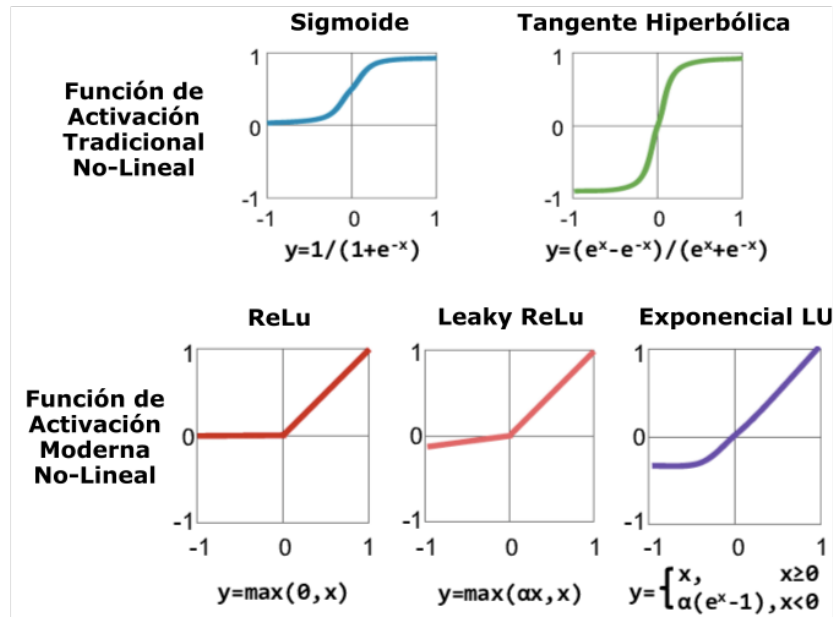 Sigmoide
Tangente Hiperbólica
Función de
Activación
Tradicional
No-Lineal
1
0
-1
-1 0 1
y=1/(1+e⁻ˣ)
1
0
-1
-1 0 1
y=(eˣ-e⁻ˣ)/(eˣ+e⁻ˣ)
ReLu
Leaky ReLu
Exponencial LU
Función de
Activación
Moderna
No-Lineal
1
0
-1
-1 0 1
y=max(0,x)
1
0
-1
-1 0 1
y=max(αx,x)
1
0
-1
-1 0 1
y={x, x≥0
α(eˣ-1),x<0